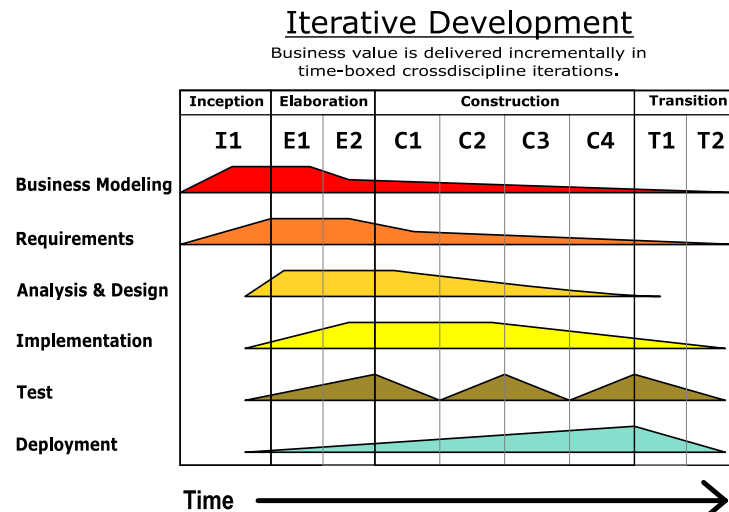 Iterative Development
Business value is delivered incrementally in
time-boxed crossdiscipline iterations.
Inception Elaboration Construction Transition
I1 E1 E2 C1 C2 C3 C4 T1 T2
Business Modeling
Requirements
Analysis & Design
Implementation
Test
Deployment
Time